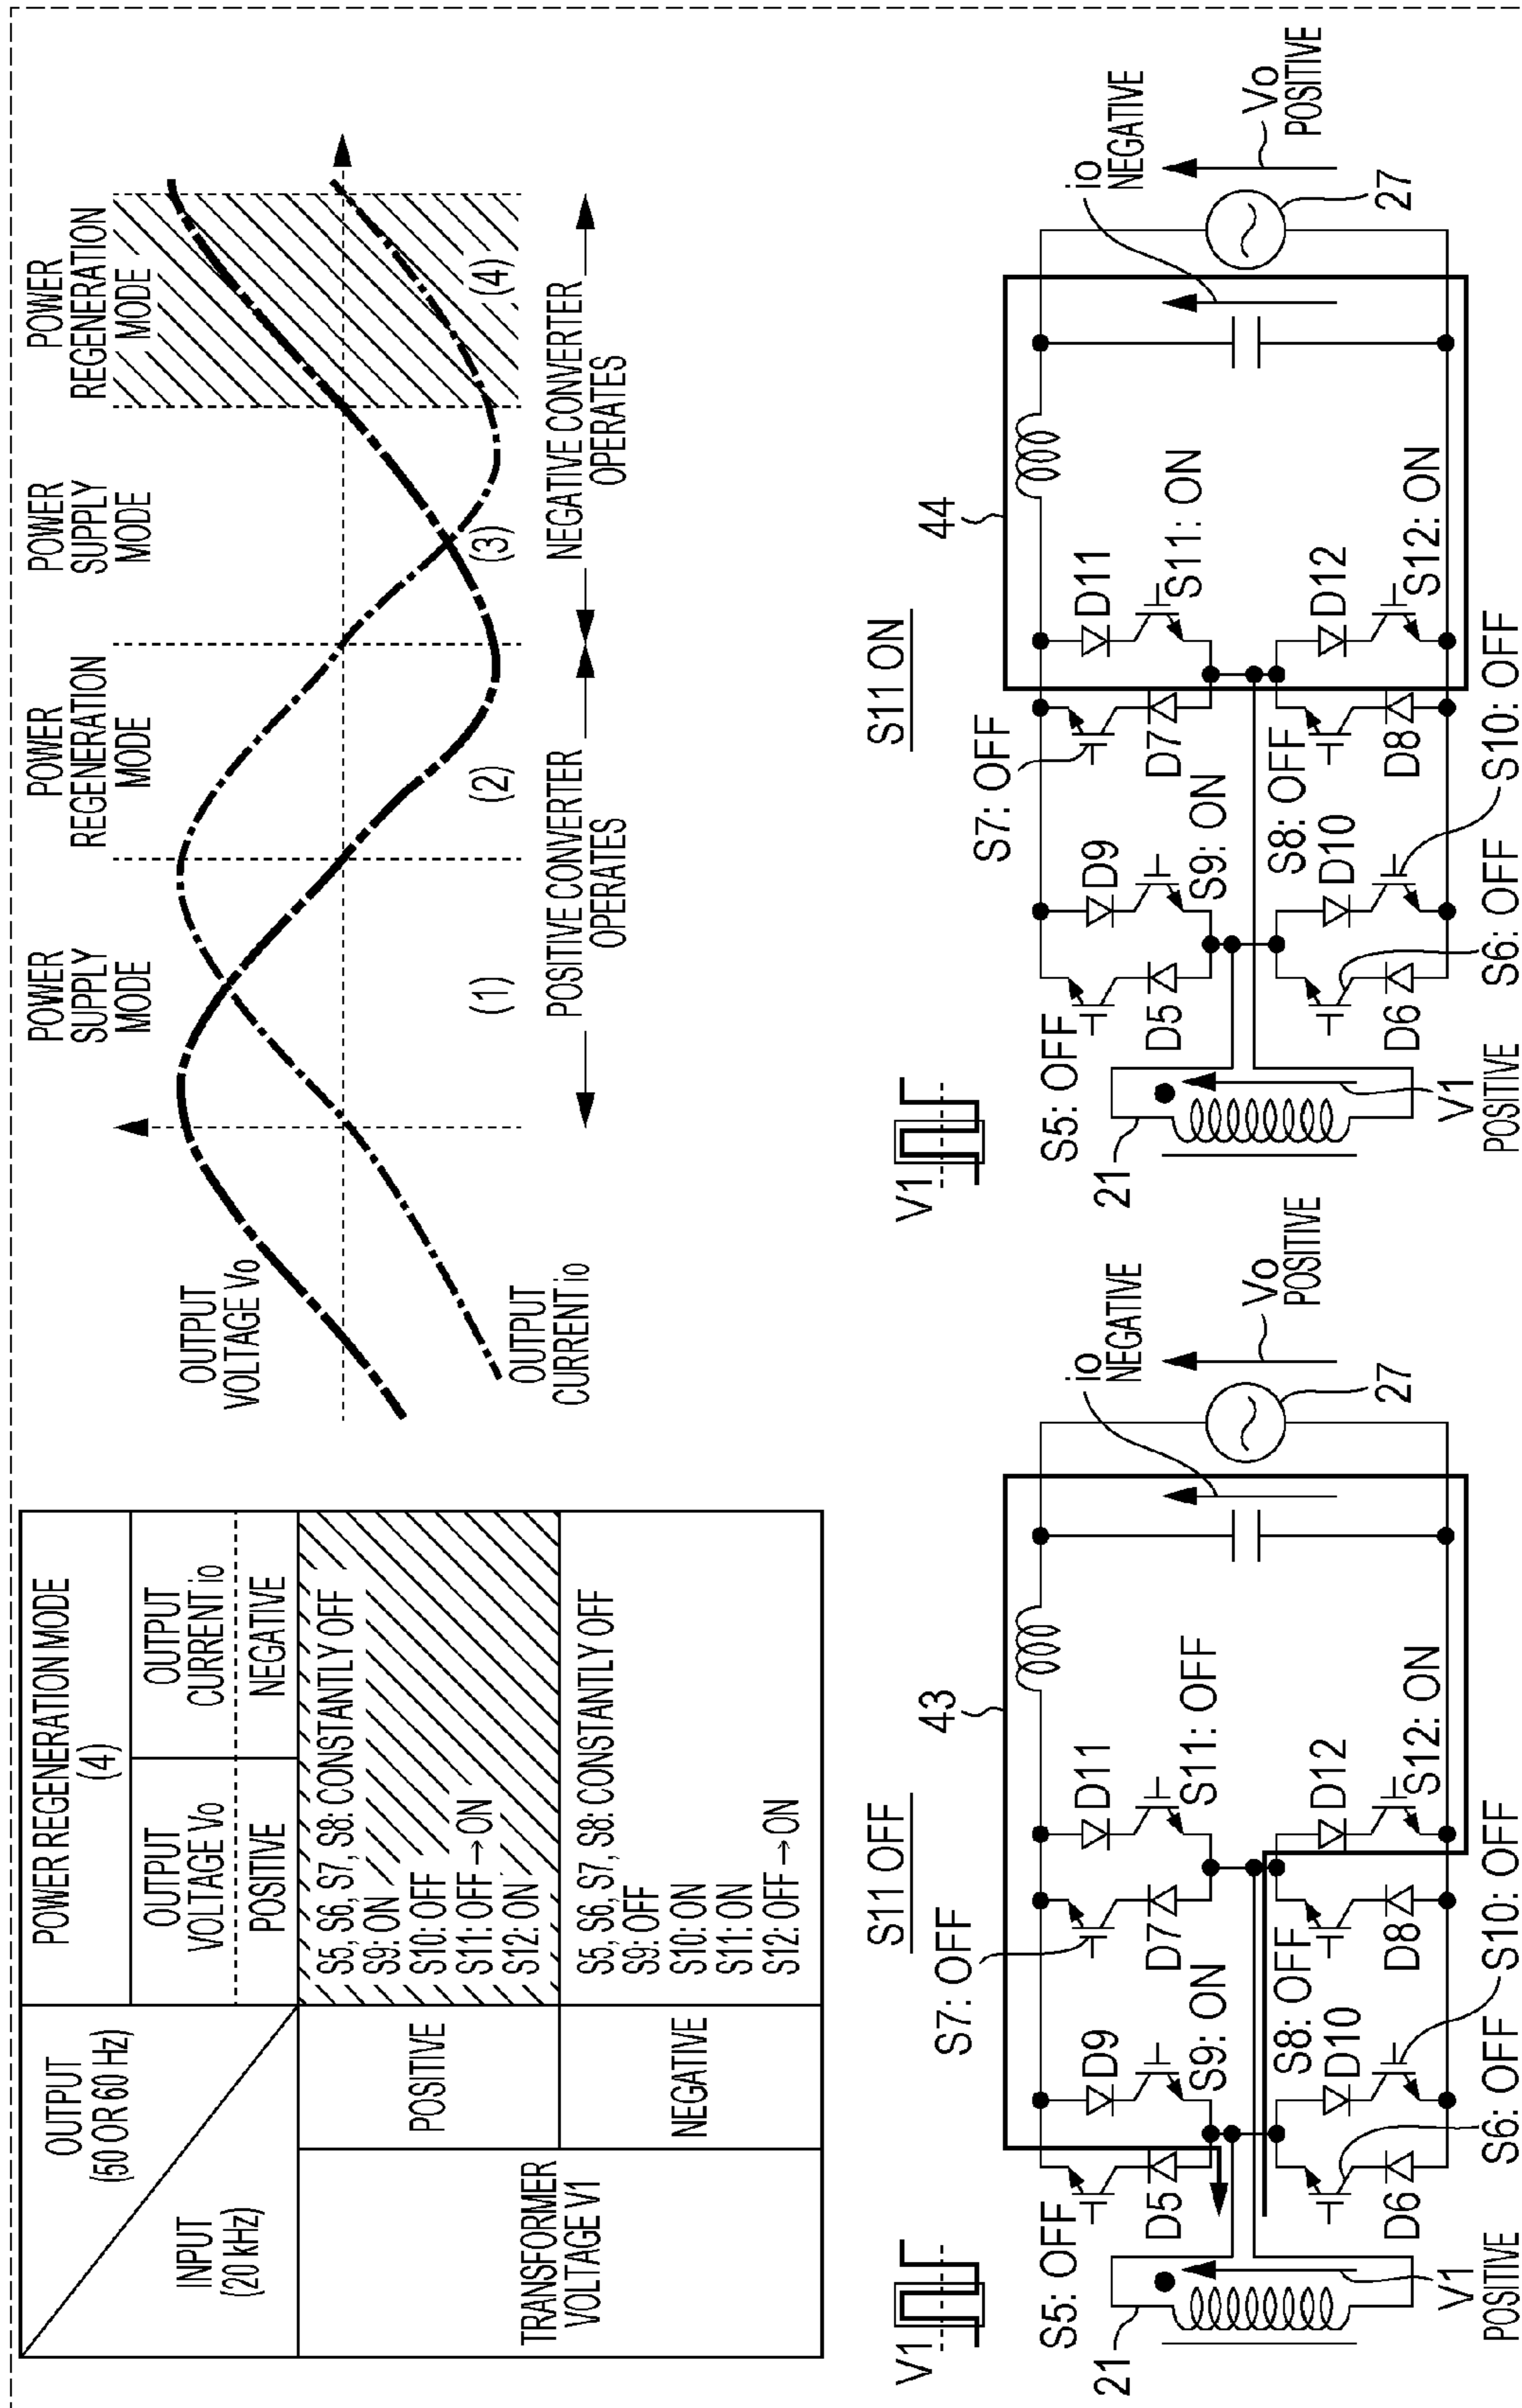 OUTPUT
(50 OR 60 Hz)
INPUT
(20 kHz)
POWER REGENERATION MODE
(4)
OUTPUT
VOLTAGE Vo
OUTPUT
CURRENT io
POSITIVE
NEGATIVE
TRANSFORMER
VOLTAGE V1
POSITIVE
S5, S6, S7, S8: CONSTANTLY OFF
S9: ON
S10: OFF
S11: OFF → ON
S12: ON
NEGATIVE
S5, S6, S7, S8: CONSTANTLY OFF
S9: OFF
S10: ON
S11: ON
S12: OFF → ON
POWER
SUPPLY
MODE
POWER
REGENERATION
MODE
POWER
SUPPLY
MODE
POWER
REGENERATION
MODE
OUTPUT
VOLTAGE Vo
OUTPUT
CURRENT io
(1)
(2)
(3)
(4)
POSITIVE CONVERTER
OPERATES
NEGATIVE CONVERTER
OPERATES
V1
S11 OFF
43
S5: OFF
S7: OFF
D9
D11
21
D5
S9: ON
D7
S11: OFF
io
NEGATIVE
Vo
POSITIVE
S8: OFF
D10
D12
27
D6
D8
S12: ON
V1
POSITIVE
S6: OFF
S10: OFF
V1
S11 ON
44
S5: OFF
S7: OFF
D9
D11
21
D5
S9: ON
D7
S11: ON
io
NEGATIVE
Vo
POSITIVE
S8: OFF
D10
D12
27
D6
D8
S12: ON
V1
POSITIVE
S6: OFF
S10: OFF